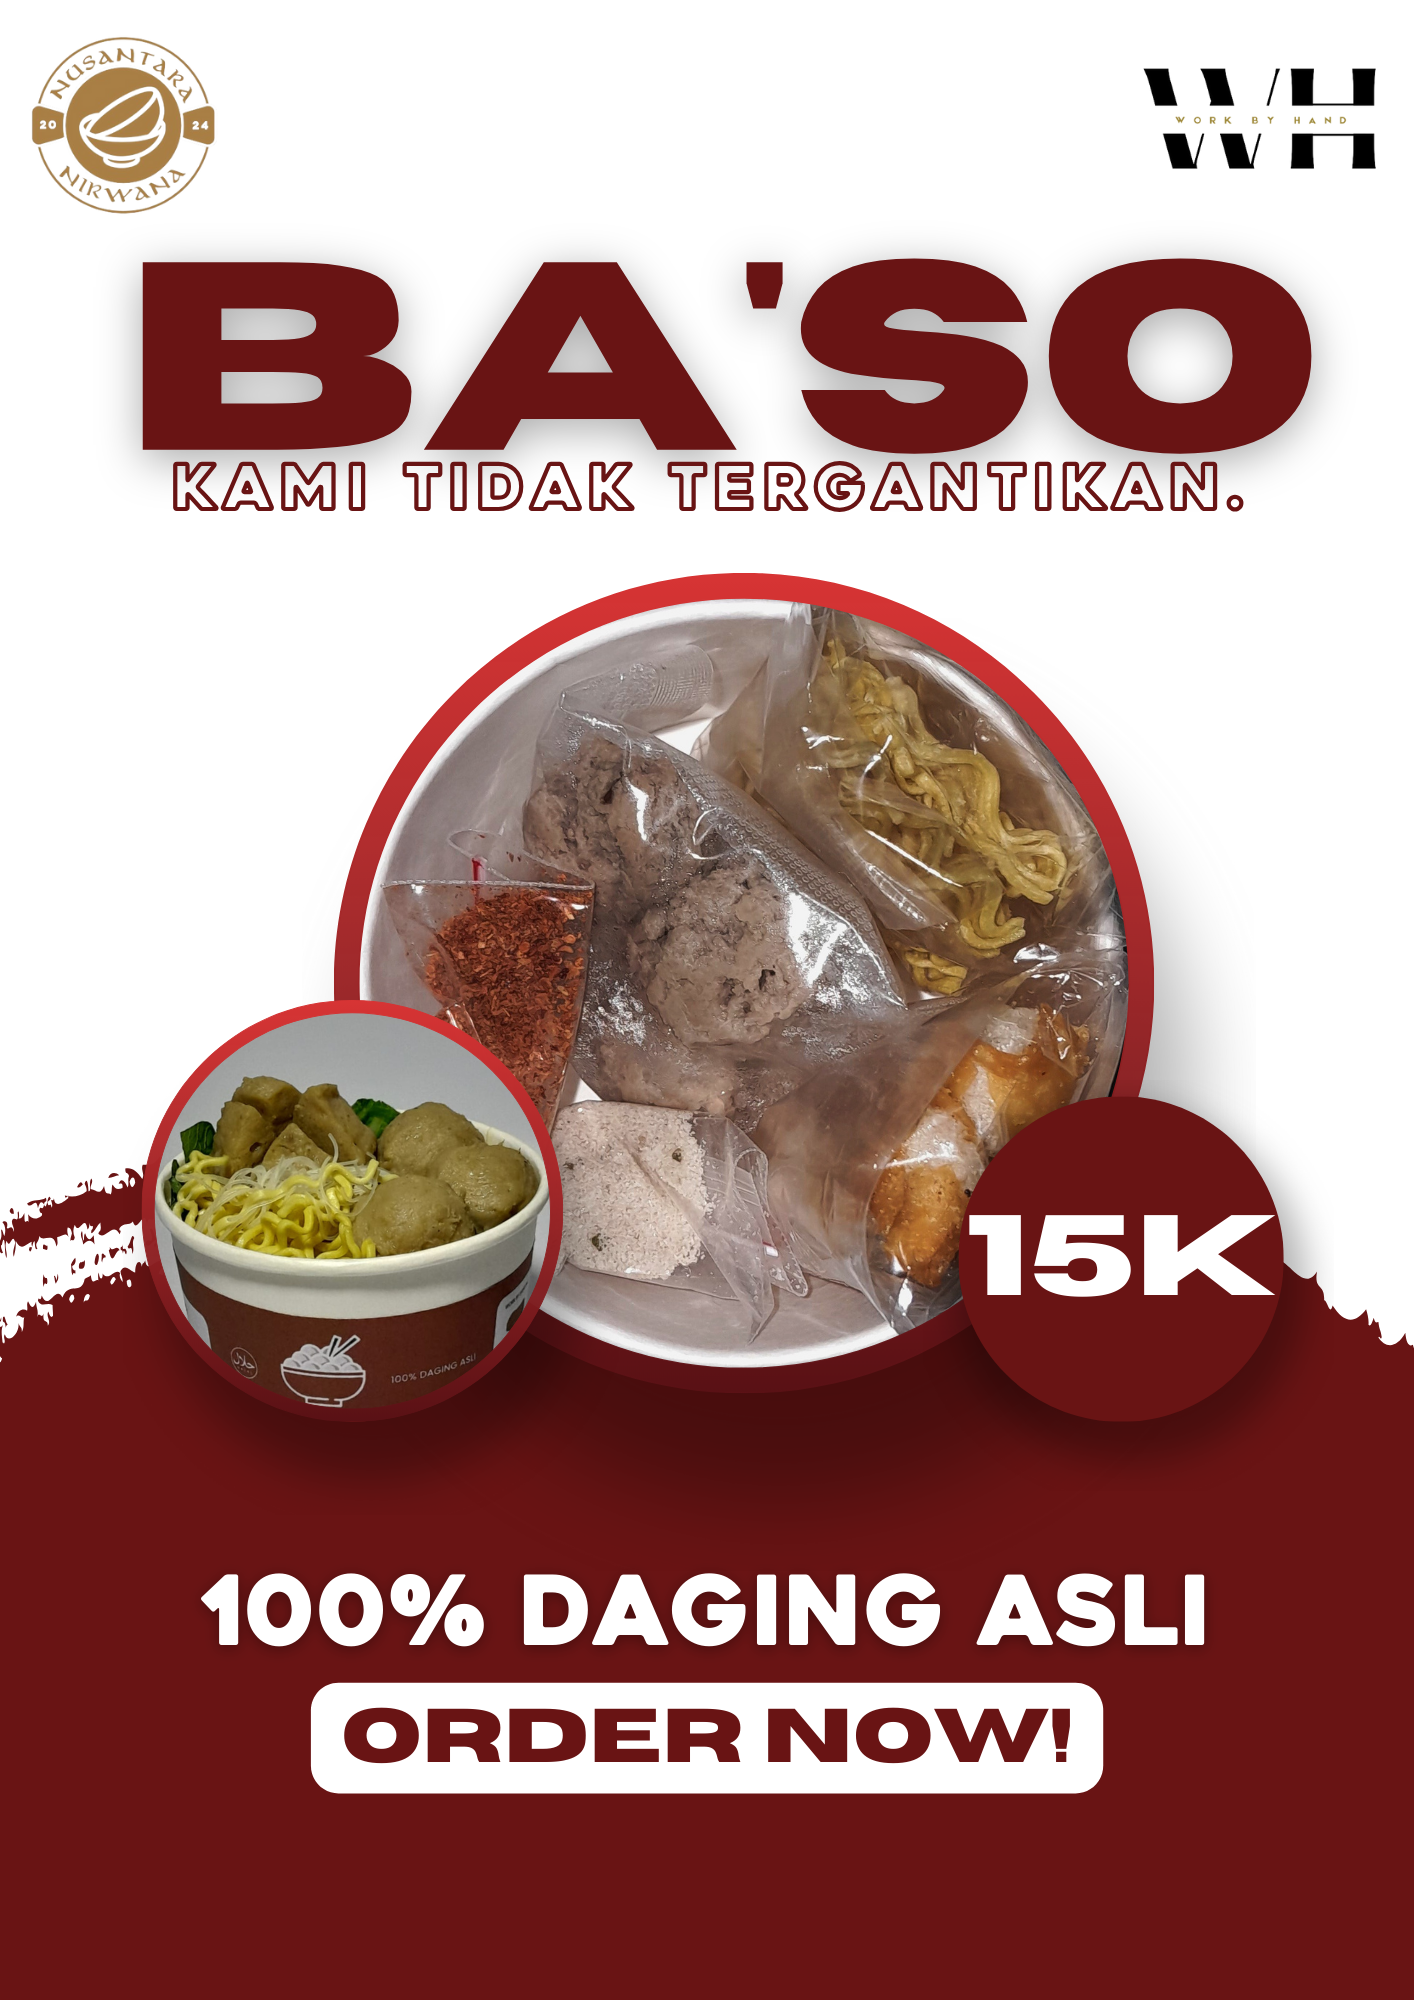 NUSANTARA
20 24
NIRWANA
WH
WORK BY HAND
BA'SO
KAMI TIDAK TERGANTIKAN.
15K
حلال
100% DAGING ASLI
100% DAGING ASLI
ORDER NOW!